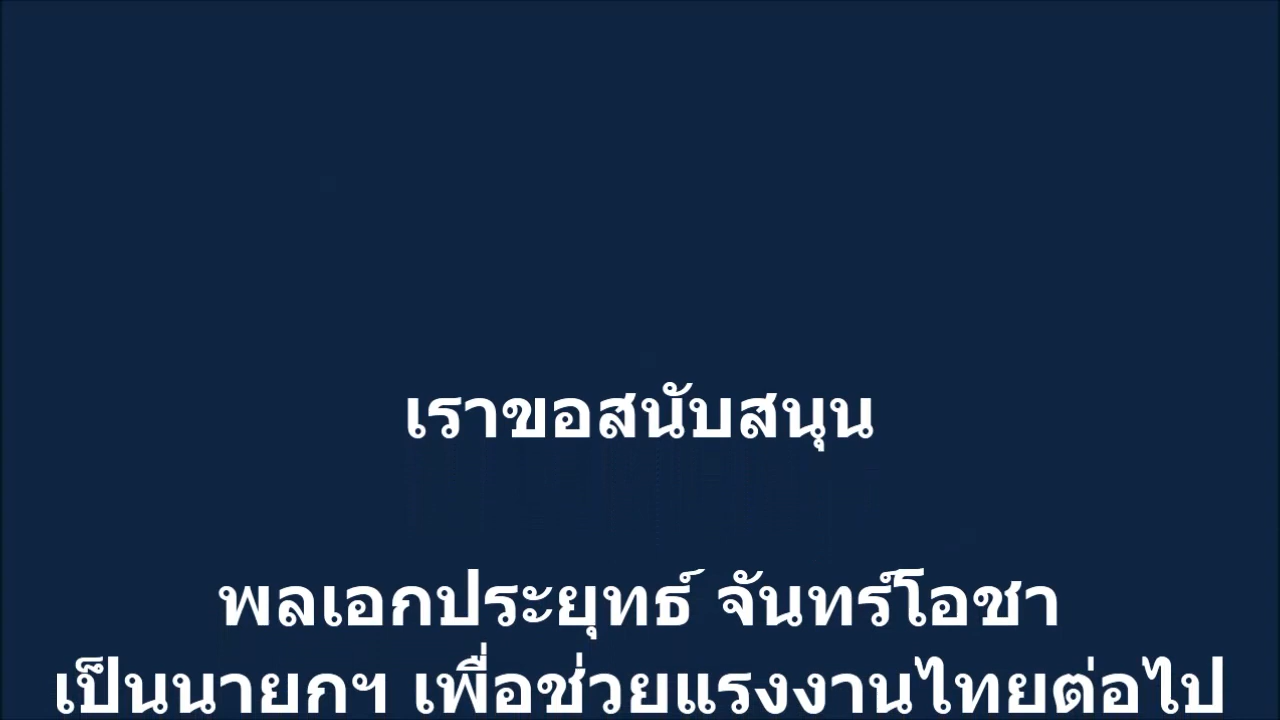 เราขอสนับสนุน
พลเอกประยุทธ์ จันทร์โอชา
เป็นนายกฯ เพื่อช่วยแรงงานไทยต่อไป